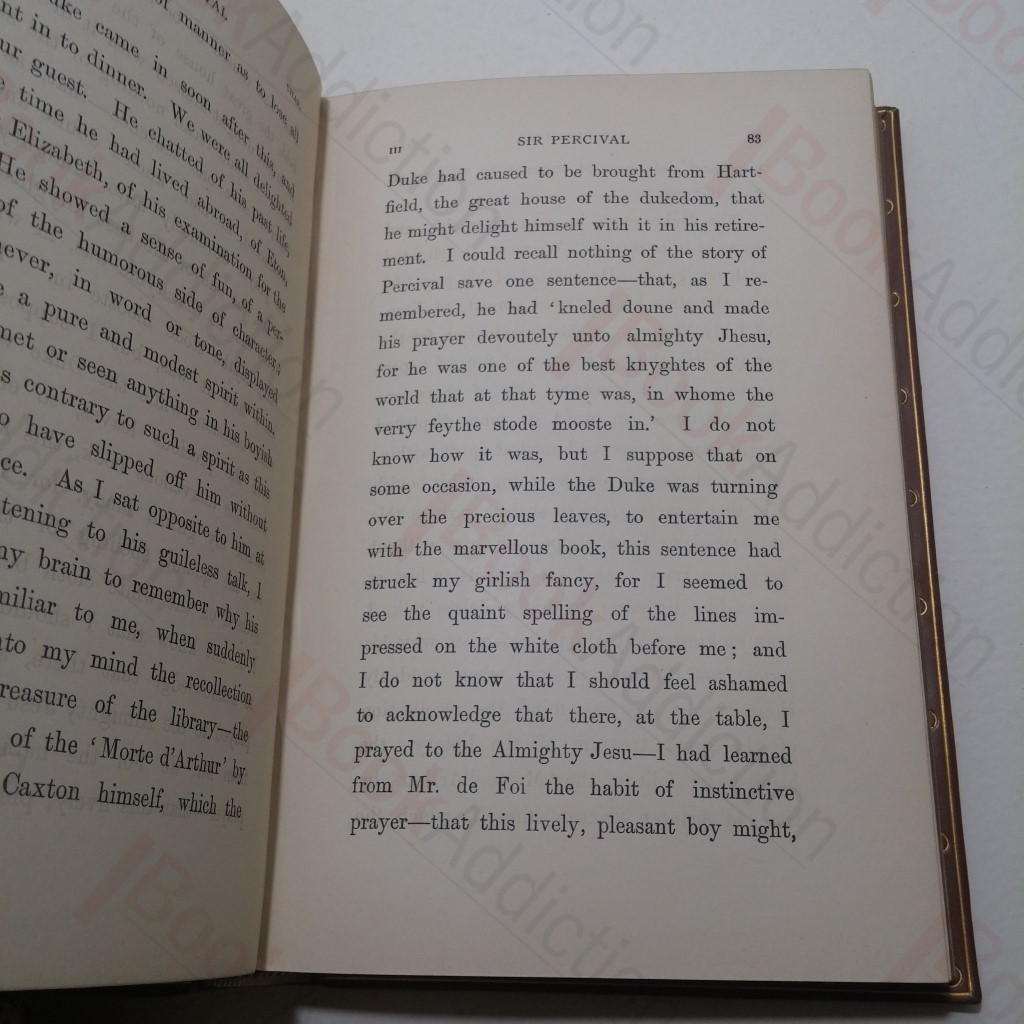 VAL
of manner as to lose all
ke came in soon after this, and
nt in to dinner. We were all delighted
ur guest. He chatted of his past life,
time he had lived abroad, of Eton,
Elizabeth, of his examination for the
He showed a sense of fun, of a per-
of the humorous side of character;
ever, in word or tone, displayed
a pure and modest spirit within.
met or seen anything in his boyish
s contrary to such a spirit as this
o have slipped off him without
ce. As I sat opposite to him at
tening to his guileless talk, I
my brain to remember why his
miliar to me, when suddenly
nto my mind the recollection
reasure of the library—the
of the ‘Morte d'Arthur’ by
Caxton himself, which the
III SIR PERCIVAL 83
Duke had caused to be brought from Hart-
field, the great house of the dukedom, that
he might delight himself with it in his retire-
ment. I could recall nothing of the story of
Percival save one sentence—that, as I re-
membered, he had ‘kneled doune and made
his prayer devoutely unto almighty Jhesu,
for he was one of the best knyghtes of the
world that at that tyme was, in whome the
verry feythe stode mooste in.’ I do not
know how it was, but I suppose that on
some occasion, while the Duke was turning
over the precious leaves, to entertain me
with the marvellous book, this sentence had
struck my girlish fancy, for I seemed to
see the quaint spelling of the lines im-
pressed on the white cloth before me; and
I do not know that I should feel ashamed
to acknowledge that there, at the table, I
prayed to the Almighty Jesu—I had learned
from Mr. de Foi the habit of instinctive
prayer—that this lively, pleasant boy might,